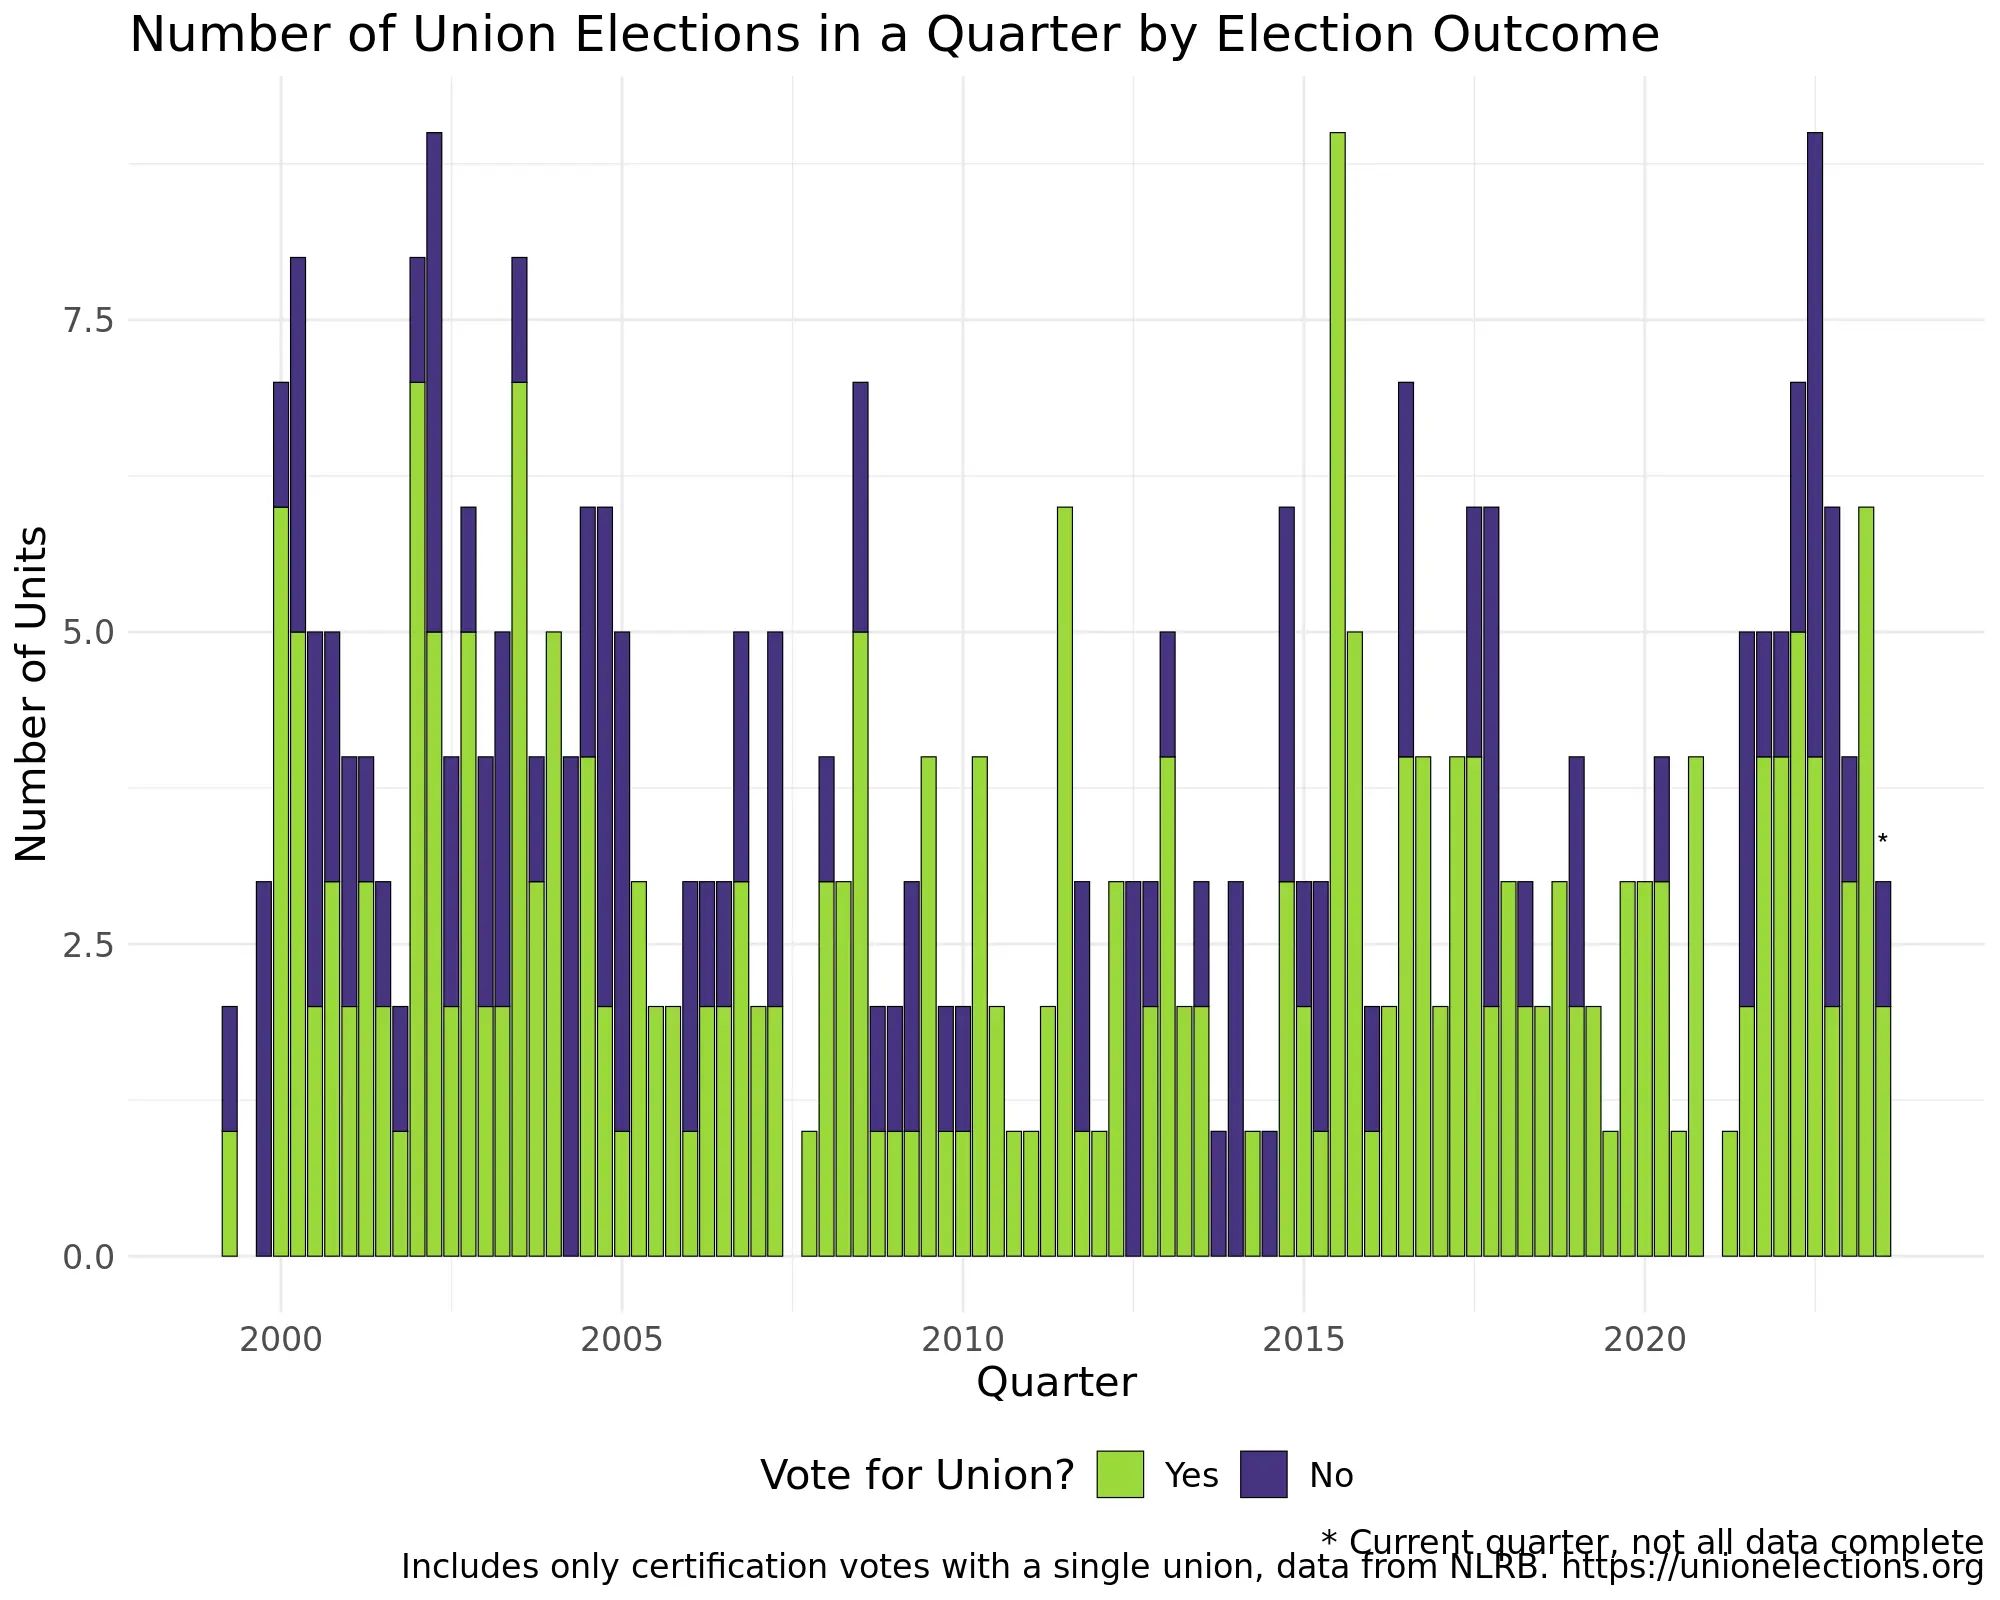 Number of Union Elections in a Quarter by Election Outcome
Number of Units
7.5
5.0
2.5
0.0
*
2000 2005 2010 2015 2020
Quarter
Vote for Union? Yes No
* Current quarter, not all data complete
Includes only certification votes with a single union, data from NLRB. https://unionelections.org